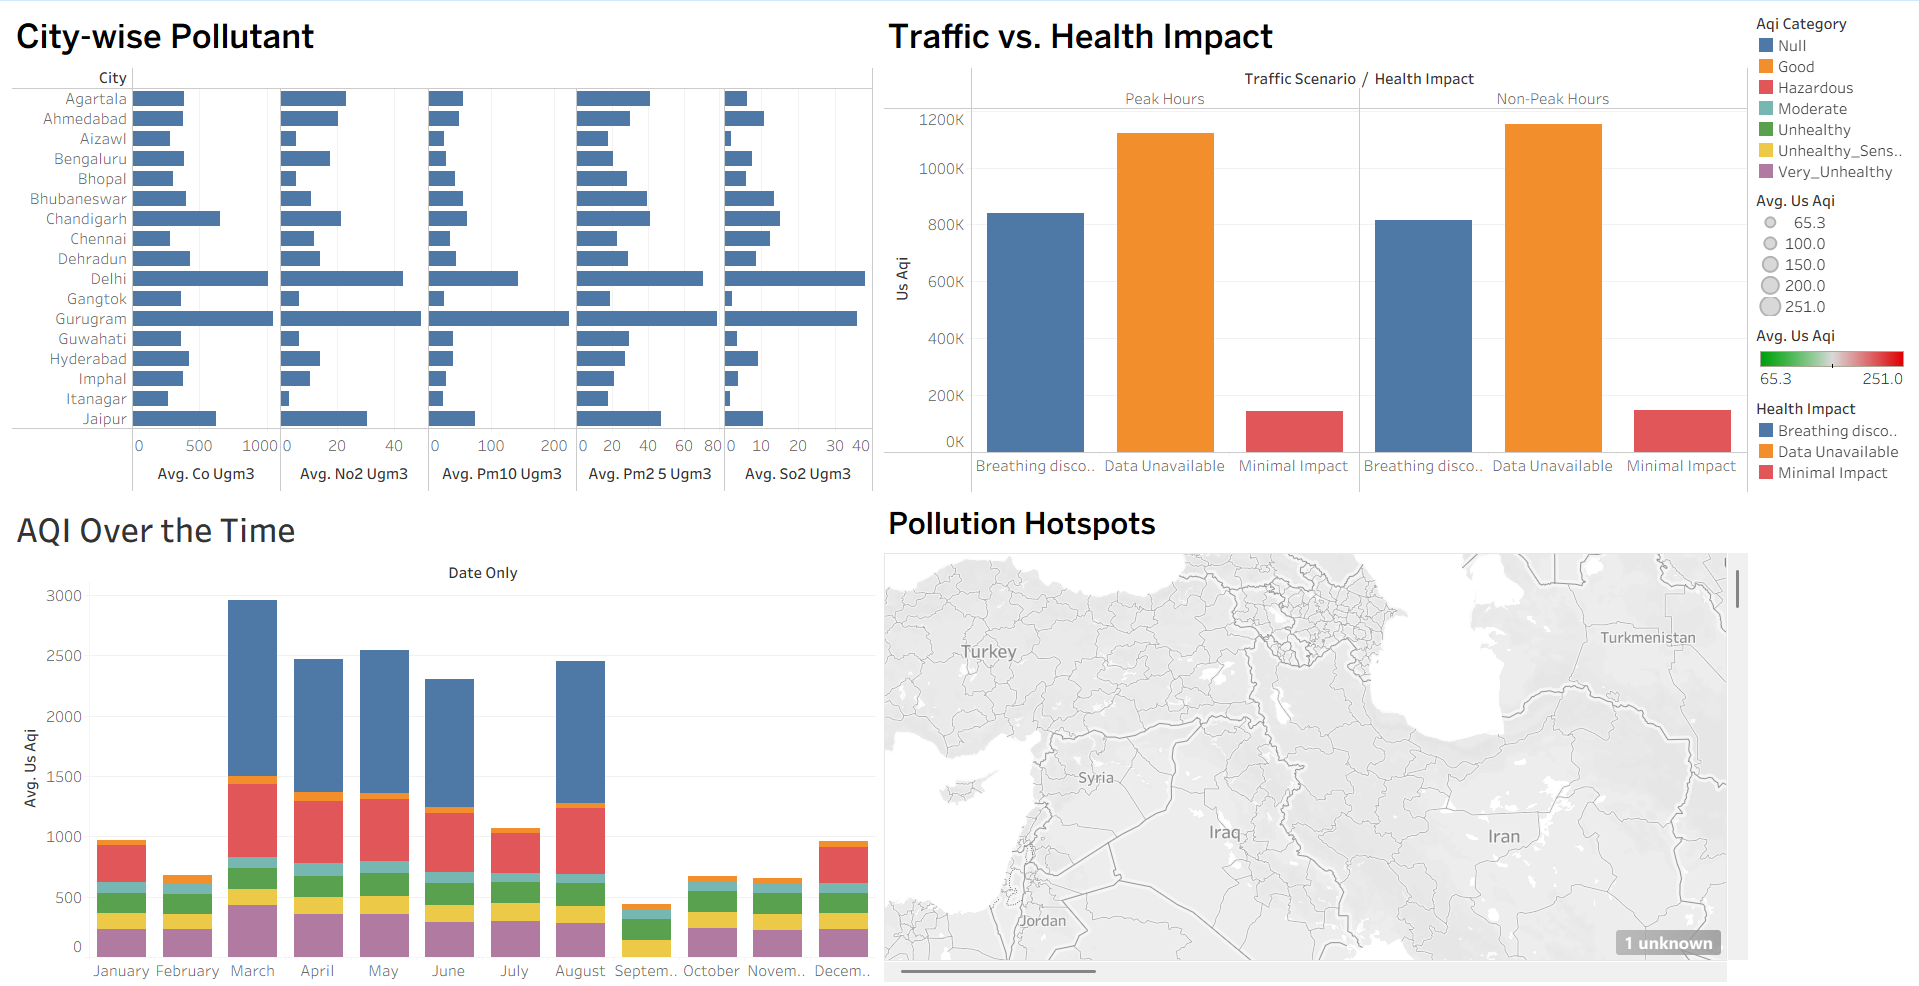 City-wise Pollutant
City
Agartala
Ahmedabad
Aizawl
Bengaluru
Bhopal
Bhubaneswar
Chandigarh
Chennai
Dehradun
Delhi
Gangtok
Gurugram
Guwahati
Hyderabad
Imphal
Itanagar
Jaipur
0 500 1000 0 20 40 0 100 200 0 20 40 60 80 0 10 20 30 40
Avg. Co Ugm3 Avg. No2 Ugm3 Avg. Pm10 Ugm3 Avg. Pm2 5 Ugm3 Avg. So2 Ugm3
Traffic vs. Health Impact
Traffic Scenario / Health Impact
Peak Hours Non-Peak Hours
Us Aqi
1200K
1000K
800K
600K
400K
200K
0K
Breathing disco.. Data Unavailable Minimal Impact Breathing disco.. Data Unavailable Minimal Impact
Aqi Category
Null
Good
Hazardous
Moderate
Unhealthy
Unhealthy_Sens..
Very_Unhealthy
Avg. Us Aqi
65.3
100.0
150.0
200.0
251.0
Avg. Us Aqi
65.3 251.0
Health Impact
Breathing disco..
Data Unavailable
Minimal Impact
AQI Over the Time
Date Only
Avg. Us Aqi
3000
2500
2000
1500
1000
500
0
January February March April May June July August Septem.. October Novem.. Decem..
Pollution Hotspots
Turkey
Turkmenistan
Syria
Iraq
Iran
Jordan
1 unknown